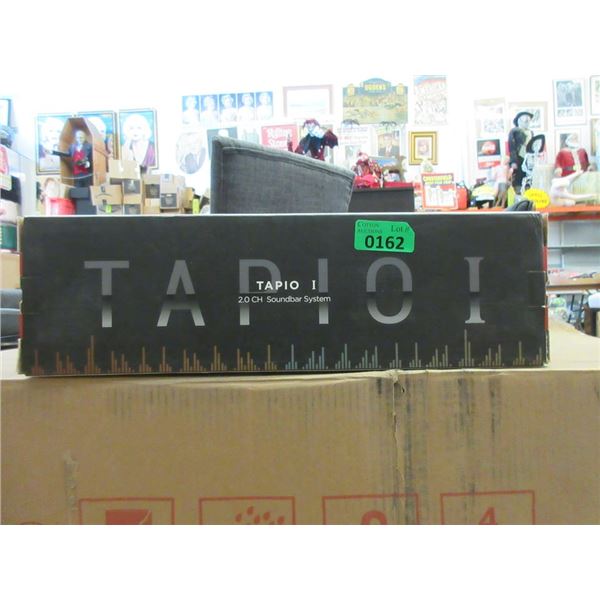 COTTON AUCTIONS Lot#
0162
TAPIO I
TAPIO I
2.0 CH Soundbar System